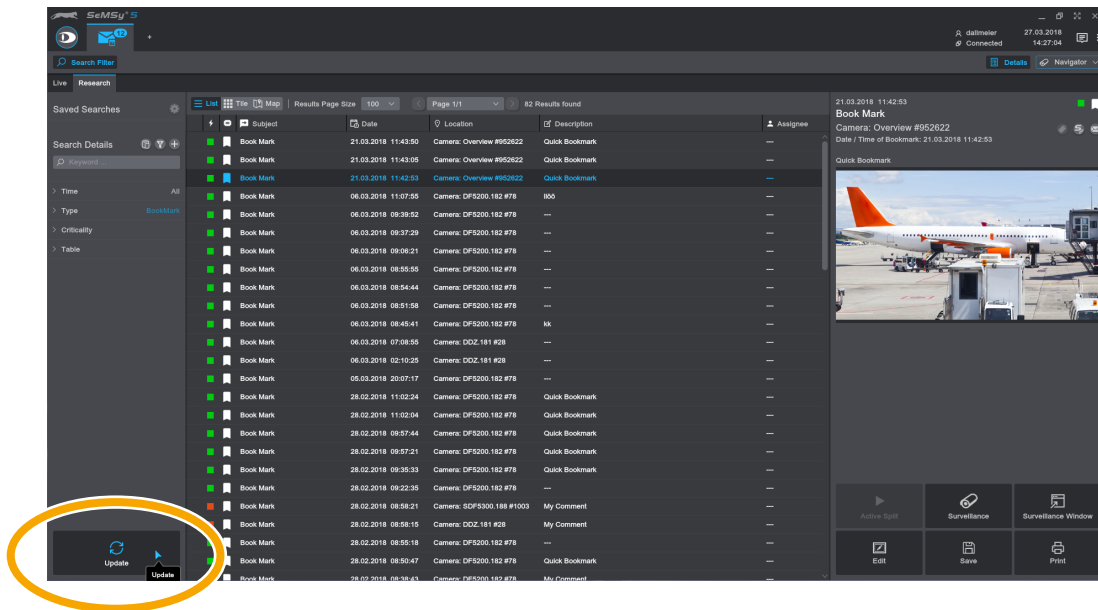 SeMSy® 5
12
+
dallmeier
Connected
27.03.2018
14:27:04
Search Filter
Details
Navigator
Live Research
Saved Searches
List Tile Map Results Page Size 100 Page 1/1 82 Results found
Subject Date Location Description Assignee
Search Details
Keyword ...
Time All
Type BookMark
Criticality
Table
Book Mark 21.03.2018 11:43:50 Camera: Overview #952622 Quick Bookmark ---
Book Mark 21.03.2018 11:43:05 Camera: Overview #952622 Quick Bookmark ---
Book Mark 21.03.2018 11:42:53 Camera: Overview #952622 Quick Bookmark ---
Book Mark 06.03.2018 11:07:55 Camera: DF5200.182 #78 ---
Book Mark 06.03.2018 09:39:52 Camera: DF5200.182 #78 --- ---
Book Mark 06.03.2018 09:37:29 Camera: DF5200.182 #78 --- ---
Book Mark 06.03.2018 09:06:21 Camera: DF5200.182 #78 --- ---
Book Mark 06.03.2018 08:55:55 Camera: DF5200.182 #78 --- ---
Book Mark 06.03.2018 08:54:44 Camera: DF5200.182 #78 --- ---
Book Mark 06.03.2018 08:51:58 Camera: DF5200.182 #78 --- ---
Book Mark 06.03.2018 08:45:41 Camera: DF5200.182 #78 kk ---
Book Mark 06.03.2018 07:08:55 Camera: DDZ.181 #28 --- ---
Book Mark 06.03.2018 02:10:25 Camera: DDZ.181 #28 --- ---
Book Mark 05.03.2018 20:07:17 Camera: DF5200.182 #78 --- ---
Book Mark 28.02.2018 11:02:24 Camera: DF5200.182 #78 Quick Bookmark ---
Book Mark 28.02.2018 11:02:04 Camera: DF5200.182 #78 Quick Bookmark ---
Book Mark 28.02.2018 09:57:44 Camera: DF5200.182 #78 Quick Bookmark ---
Book Mark 28.02.2018 09:57:21 Camera: DF5200.182 #78 Quick Bookmark ---
Book Mark 28.02.2018 09:35:33 Camera: DF5200.182 #78 Quick Bookmark ---
Book Mark 28.02.2018 09:22:35 Camera: DF5200.182 #78 --- ---
Book Mark 28.02.2018 08:58:21 Camera: SDF5300.188 #1003 My Comment ---
Book Mark 28.02.2018 08:58:15 Camera: DDZ.181 #28 My Comment ---
Book Mark 28.02.2018 08:55:18 Camera: DF5200.182 #78 --- ---
Book Mark 28.02.2018 08:50:47 Camera: DF5200.182 #78 Quick Bookmark ---
Book Mark 28.02.2018 08:38:43 Camera: DF5200.182 #78 My Comment ---
21.03.2018 11:42:53
Book Mark
Camera: Overview #952622
Date / Time of Bookmark: 21.03.2018 11:42:53
Quick Bookmark
Active Split Surveillance Surveillance Window
Edit Save Print
Update
Update